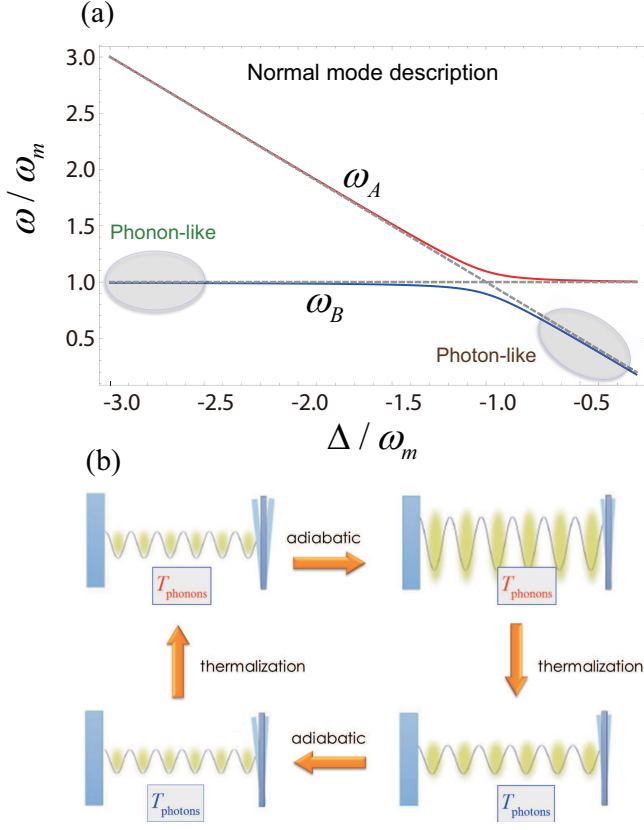 (a)
Normal mode description
3.0
2.5
2.0
1.5
1.0
0.5
ω / ω_m
ω_A
Phonon-like
ω_B
Photon-like
-3.0 -2.5 -2.0 -1.5 -1.0 -0.5
Δ / ω_m
(b)
adiabatic
T_phonons
T_phonons
thermalization
thermalization
adiabatic
T_photons
T_photons